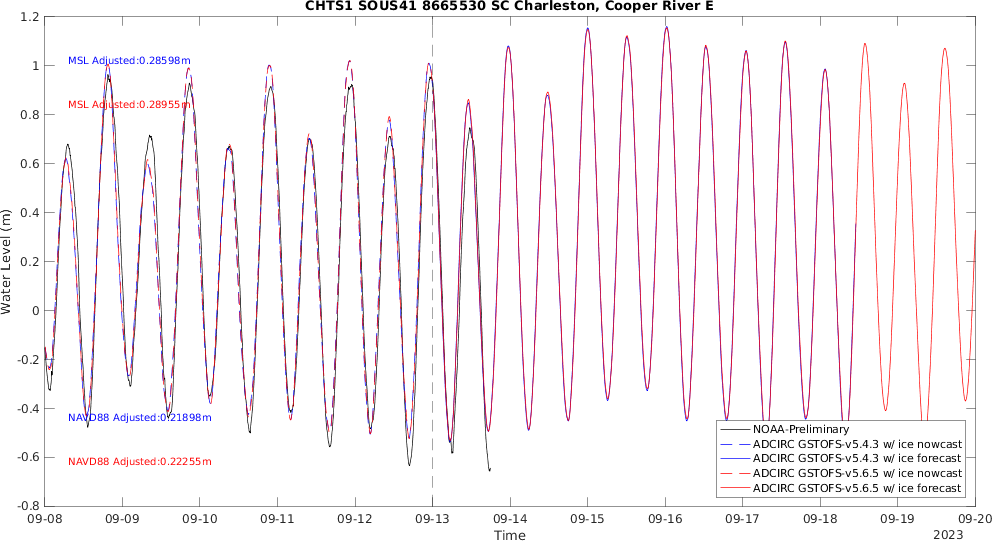 CHTS1 SOUS41 8665530 SC Charleston, Cooper River E
1.2
1
0.8
0.6
0.4
0.2
0
-0.2
-0.4
-0.6
-0.8
Water Level (m)
MSL Adjusted:0.28598m
MSL Adjusted:0.28955m
NAVD88 Adjusted:0.21898m
NAVD88 Adjusted:0.22255m
NOAA-Preliminary
ADCIRC GSTOFS-v5.4.3 w/ ice nowcast
ADCIRC GSTOFS-v5.4.3 w/ ice forecast
ADCIRC GSTOFS-v5.6.5 w/ ice nowcast
ADCIRC GSTOFS-v5.6.5 w/ ice forecast
09-08 09-09 09-10 09-11 09-12 09-13 09-14 09-15 09-16 09-17 09-18 09-19 09-20
Time
2023